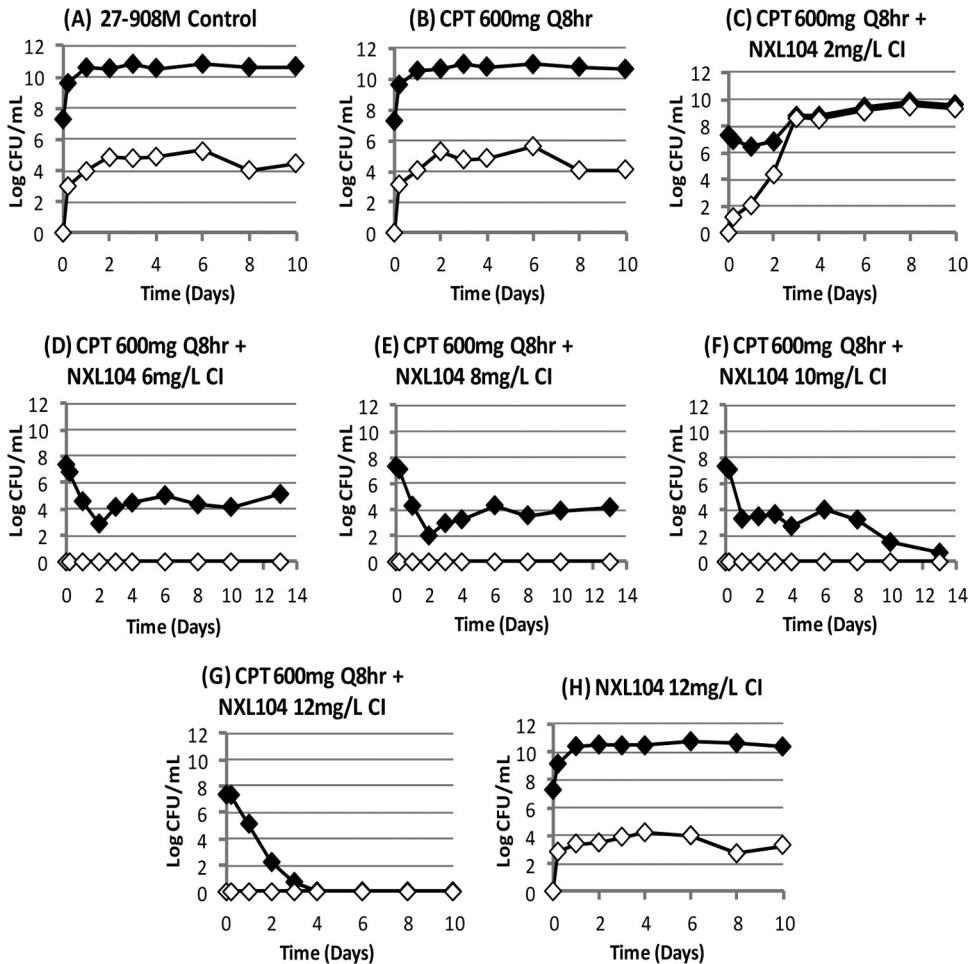 (A) 27-908M Control
Log CFU/mL
12
10
8
6
4
2
0
0 2 4 6 8 10
Time (Days)
(B) CPT 600mg Q8hr
Log CFU/mL
12
10
8
6
4
2
0
0 2 4 6 8 10
Time (Days)
(C) CPT 600mg Q8hr +
NXL104 2mg/L CI
Log CFU/mL
12
10
8
6
4
2
0
0 2 4 6 8 10
Time (Days)
(D) CPT 600mg Q8hr +
NXL104 6mg/L CI
Log CFU/mL
12
10
8
6
4
2
0
0 2 4 6 8 10 12 14
Time (Days)
(E) CPT 600mg Q8hr +
NXL104 8mg/L CI
Log CFU/mL
12
10
8
6
4
2
0
0 2 4 6 8 10 12 14
Time (Days)
(F) CPT 600mg Q8hr +
NXL104 10mg/L CI
Log CFU/mL
12
10
8
6
4
2
0
0 2 4 6 8 10 12 14
Time (Days)
(G) CPT 600mg Q8hr +
NXL104 12mg/L CI
Log CFU/mL
12
10
8
6
4
2
0
0 2 4 6 8 10
Time (Days)
(H) NXL104 12mg/L CI
Log CFU/mL
12
10
8
6
4
2
0
0 2 4 6 8 10
Time (Days)